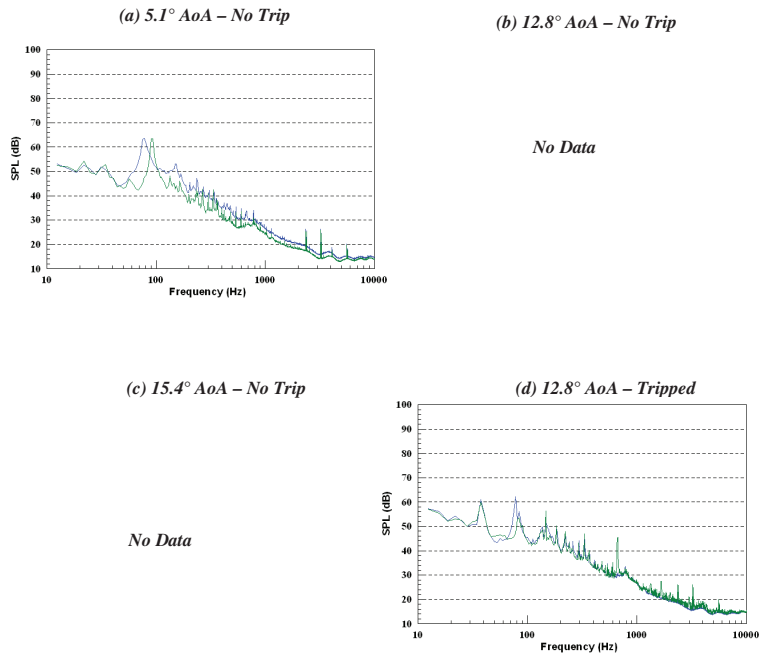 (a) 5.1° AoA – No Trip
(b) 12.8° AoA – No Trip
100
90
80
70
60
50
40
30
20
10
SPL (dB)
10
100
1000
10000
Frequency (Hz)
No Data
(c) 15.4° AoA – No Trip
(d) 12.8° AoA – Tripped
No Data
100
90
80
70
60
50
40
30
20
10
SPL (dB)
10
100
1000
10000
Frequency (Hz)